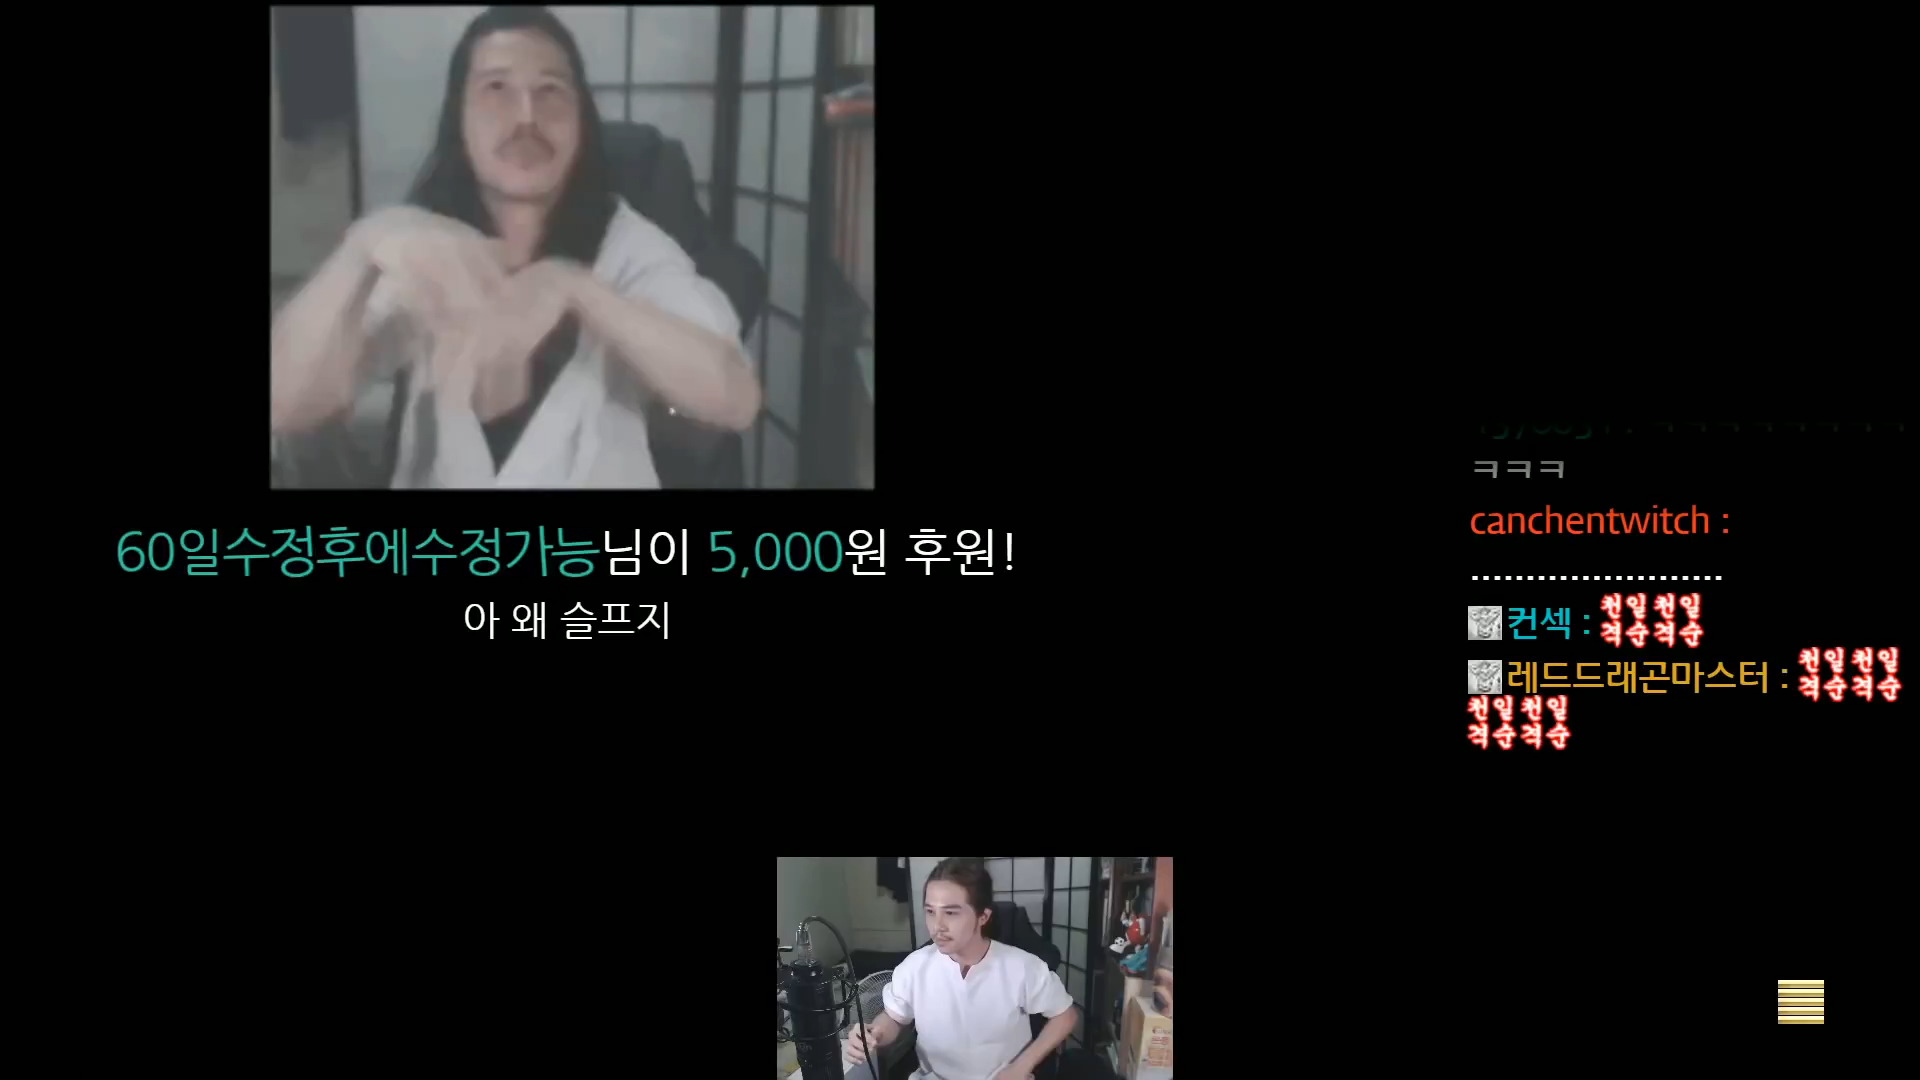 60일수정후에수정가능님이 5,000원 후원!
아 왜 슬프지
ㅋㅋㅋ
canchentwitch :
.......................
컨섹 : 천일 천일
격순 격순
레드드래곤마스터 : 천일 천일
격순 격순
천일 천일
격순 격순